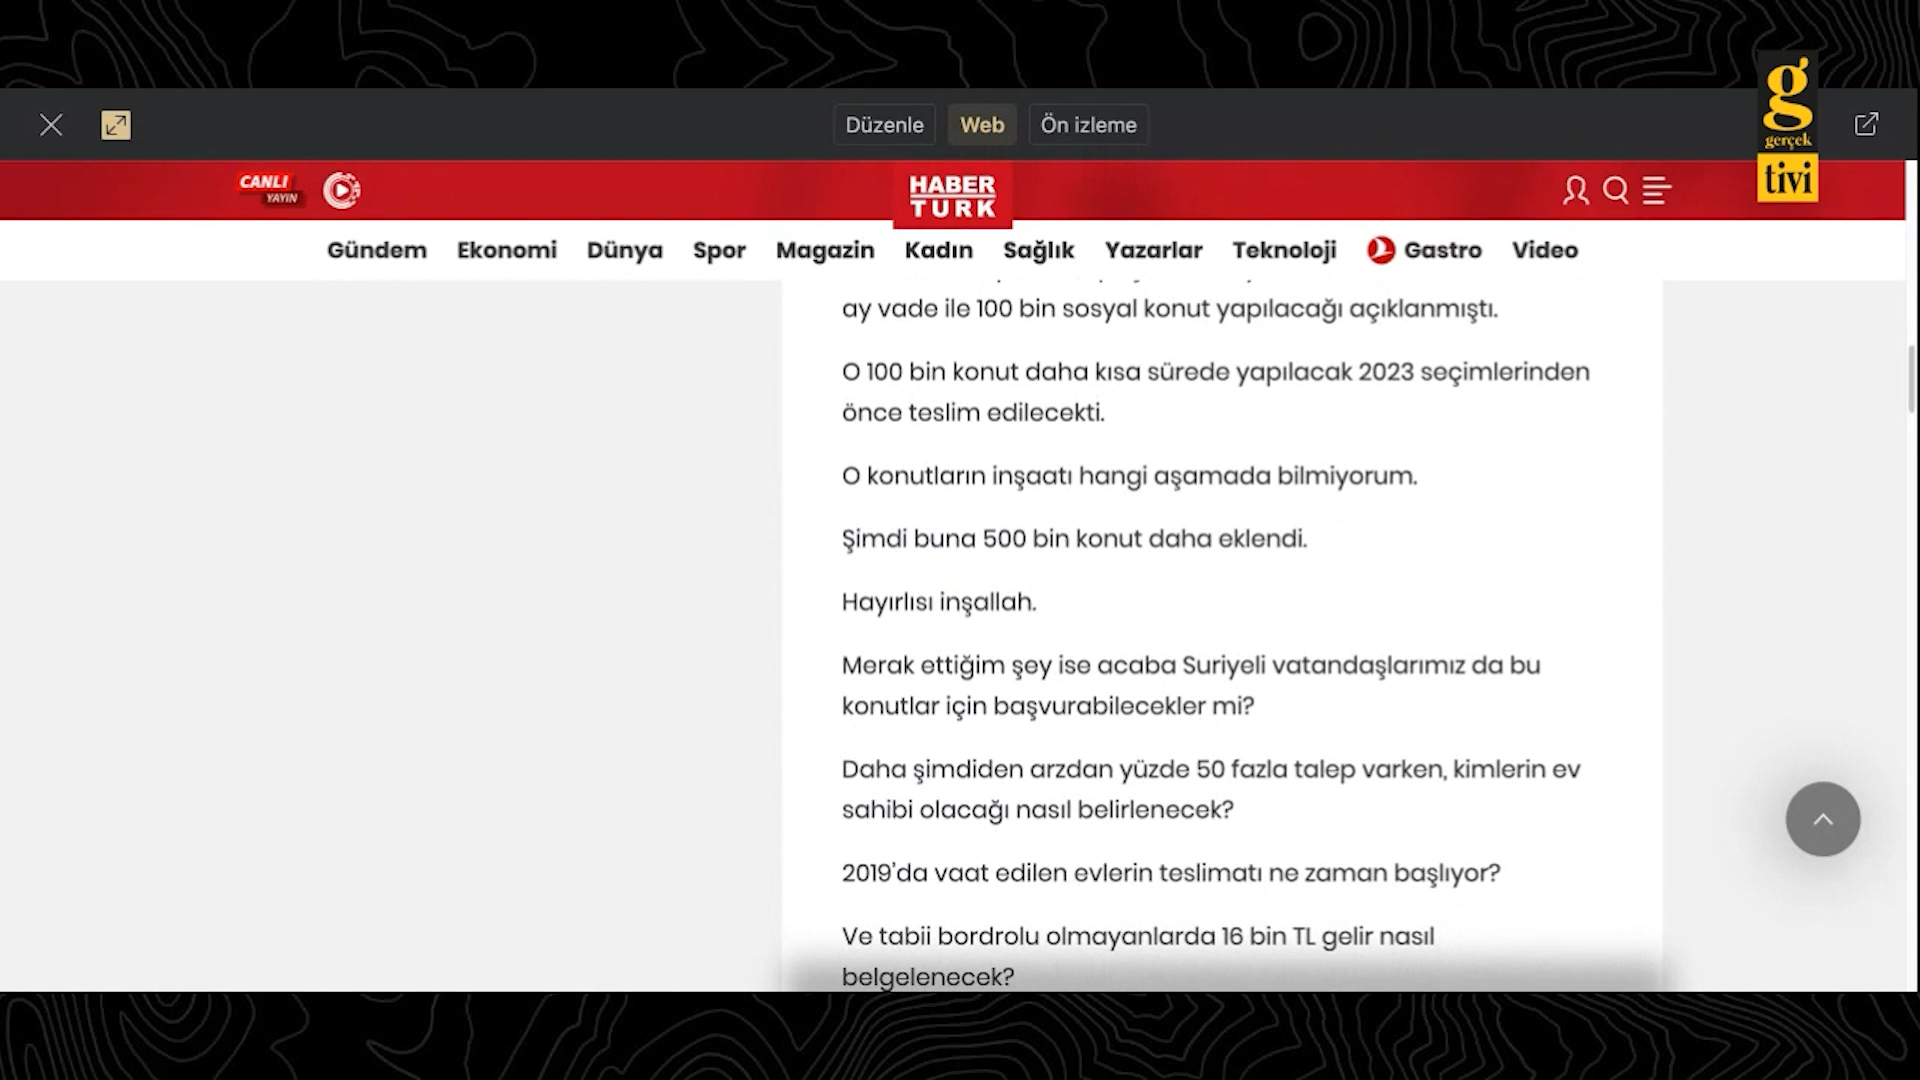 Düzenle
Web
Ön izleme
g
gerçek
tivi
CANLI
YAYIN
HABER
TURK
Gündem
Ekonomi
Dünya
Spor
Magazin
Kadın
Sağlık
Yazarlar
Teknoloji
Gastro
Video
ay vade ile 100 bin sosyal konut yapılacağı açıklanmıştı.
O 100 bin konut daha kısa sürede yapılacak 2023 seçimlerinden
önce teslim edilecekti.
O konutların inşaatı hangi aşamada bilmiyorum.
Şimdi buna 500 bin konut daha eklendi.
Hayırlısı inşallah.
Merak ettiğim şey ise acaba Suriyeli vatandaşlarımız da bu
konutlar için başvurabilecekler mi?
Daha şimdiden arzdan yüzde 50 fazla talep varken, kimlerin ev
sahibi olacağı nasıl belirlenecek?
2019'da vaat edilen evlerin teslimatı ne zaman başlıyor?
Ve tabii bordrolu olmayanlarda 16 bin TL gelir nasıl
belgelenecek?